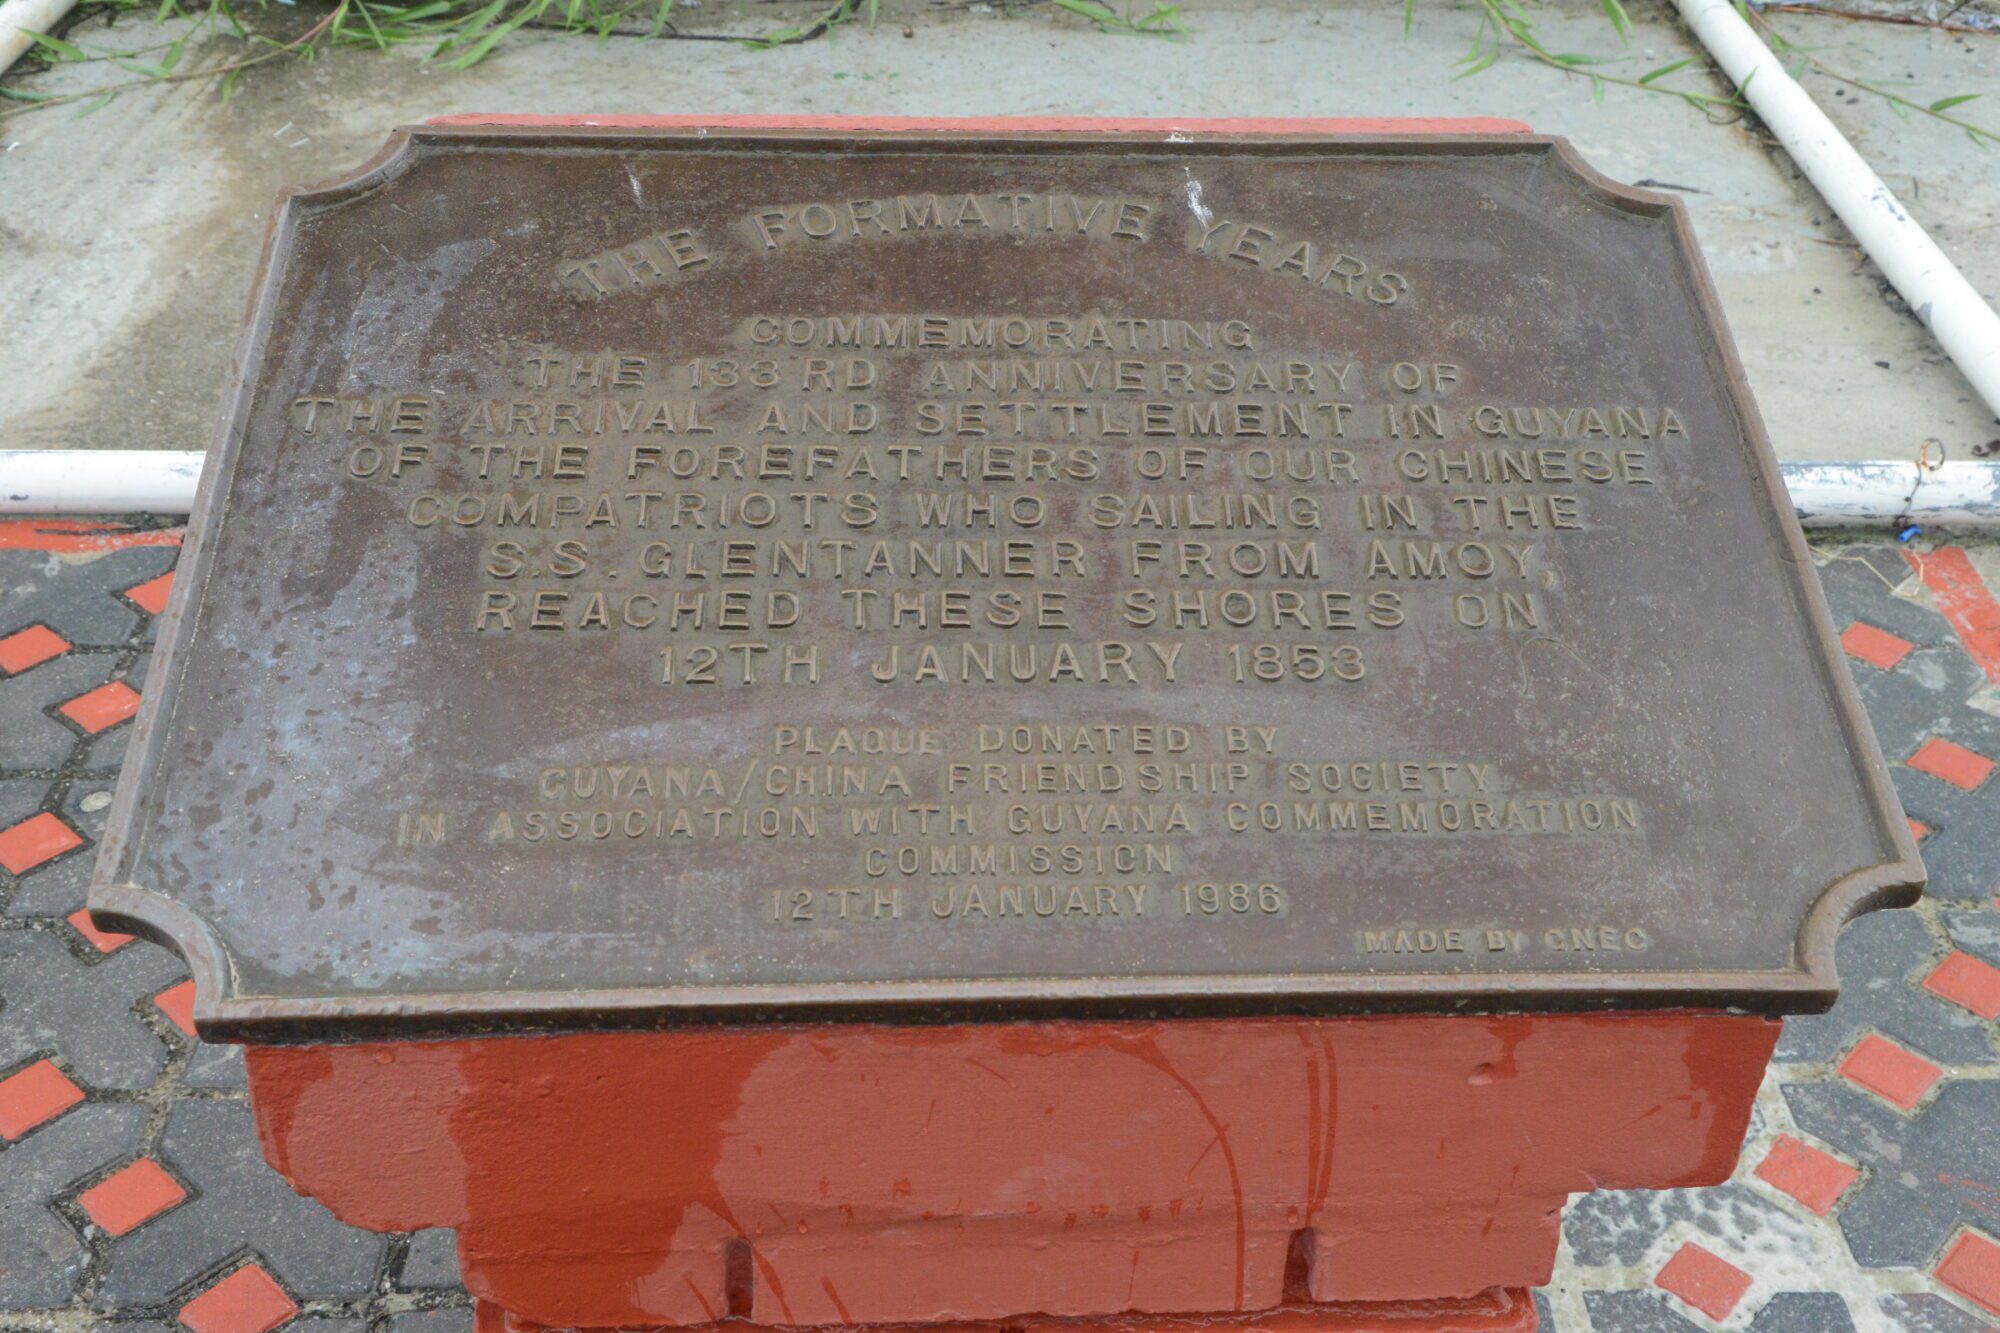 THE FORMATIVE YEARS
COMMEMORATING
THE 133RD ANNIVERSARY OF
THE ARRIVAL AND SETTLEMENT IN GUYANA
OF THE FOREFATHERS OF OUR CHINESE
COMPATRIOTS WHO SAILING IN THE
S.S. GLENTANNER FROM AMOY,
REACHED THESE SHORES ON
12TH JANUARY 1853
PLAQUE DONATED BY
GUYANA/CHINA FRIENDSHIP SOCIETY
IN ASSOCIATION WITH GUYANA COMMEMORATION
COMMISSION
12TH JANUARY 1986
MADE BY GNEC